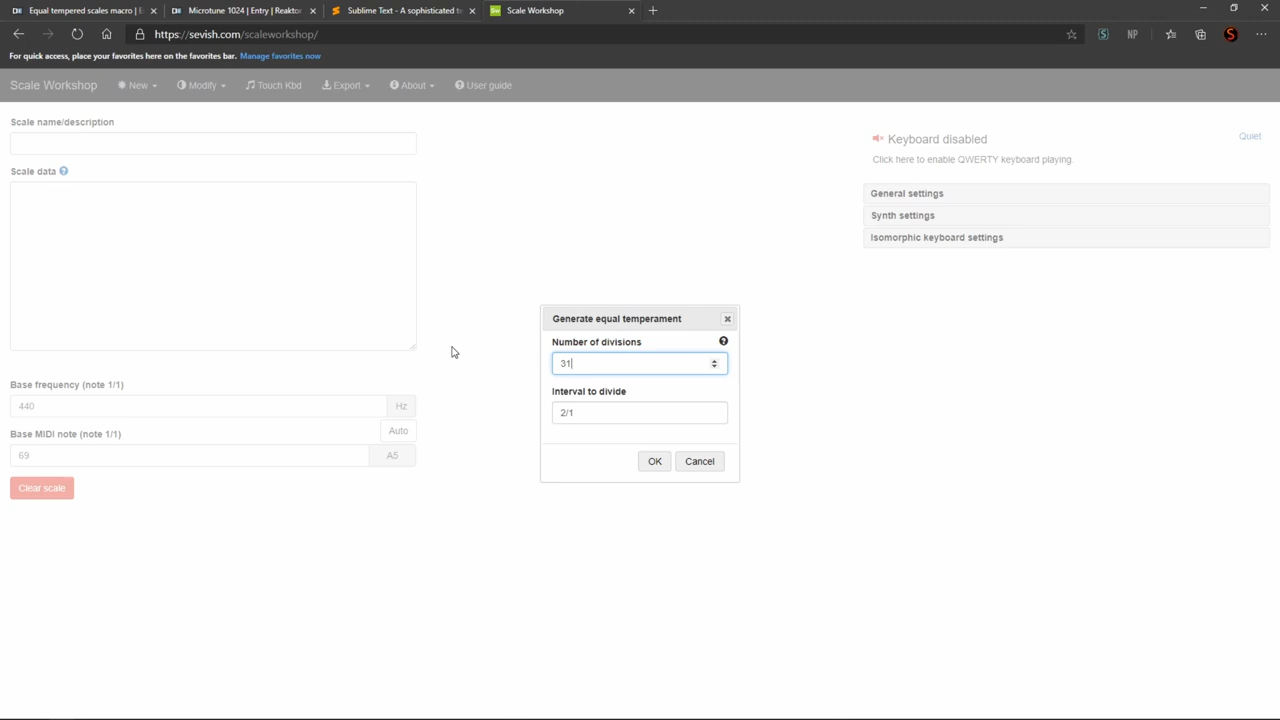 Equal tempered scales macro | E
Microtune 1024 | Entry | Reaktor
Sublime Text - A sophisticated te
Scale Workshop
https://sevish.com/scaleworkshop/
NP
For quick access, place your favorites here on the favorites bar. Manage favorites now
Scale Workshop New Modify Touch Kbd Export About User guide
Scale name/description
Keyboard disabled
Quiet
Click here to enable QWERTY keyboard playing.
Scale data
General settings
Synth settings
Isomorphic keyboard settings
Generate equal temperament
Number of divisions
31
Interval to divide
2/1
OK Cancel
Base frequency (note 1/1)
440 Hz
Auto
Base MIDI note (note 1/1)
69 A5
Clear scale